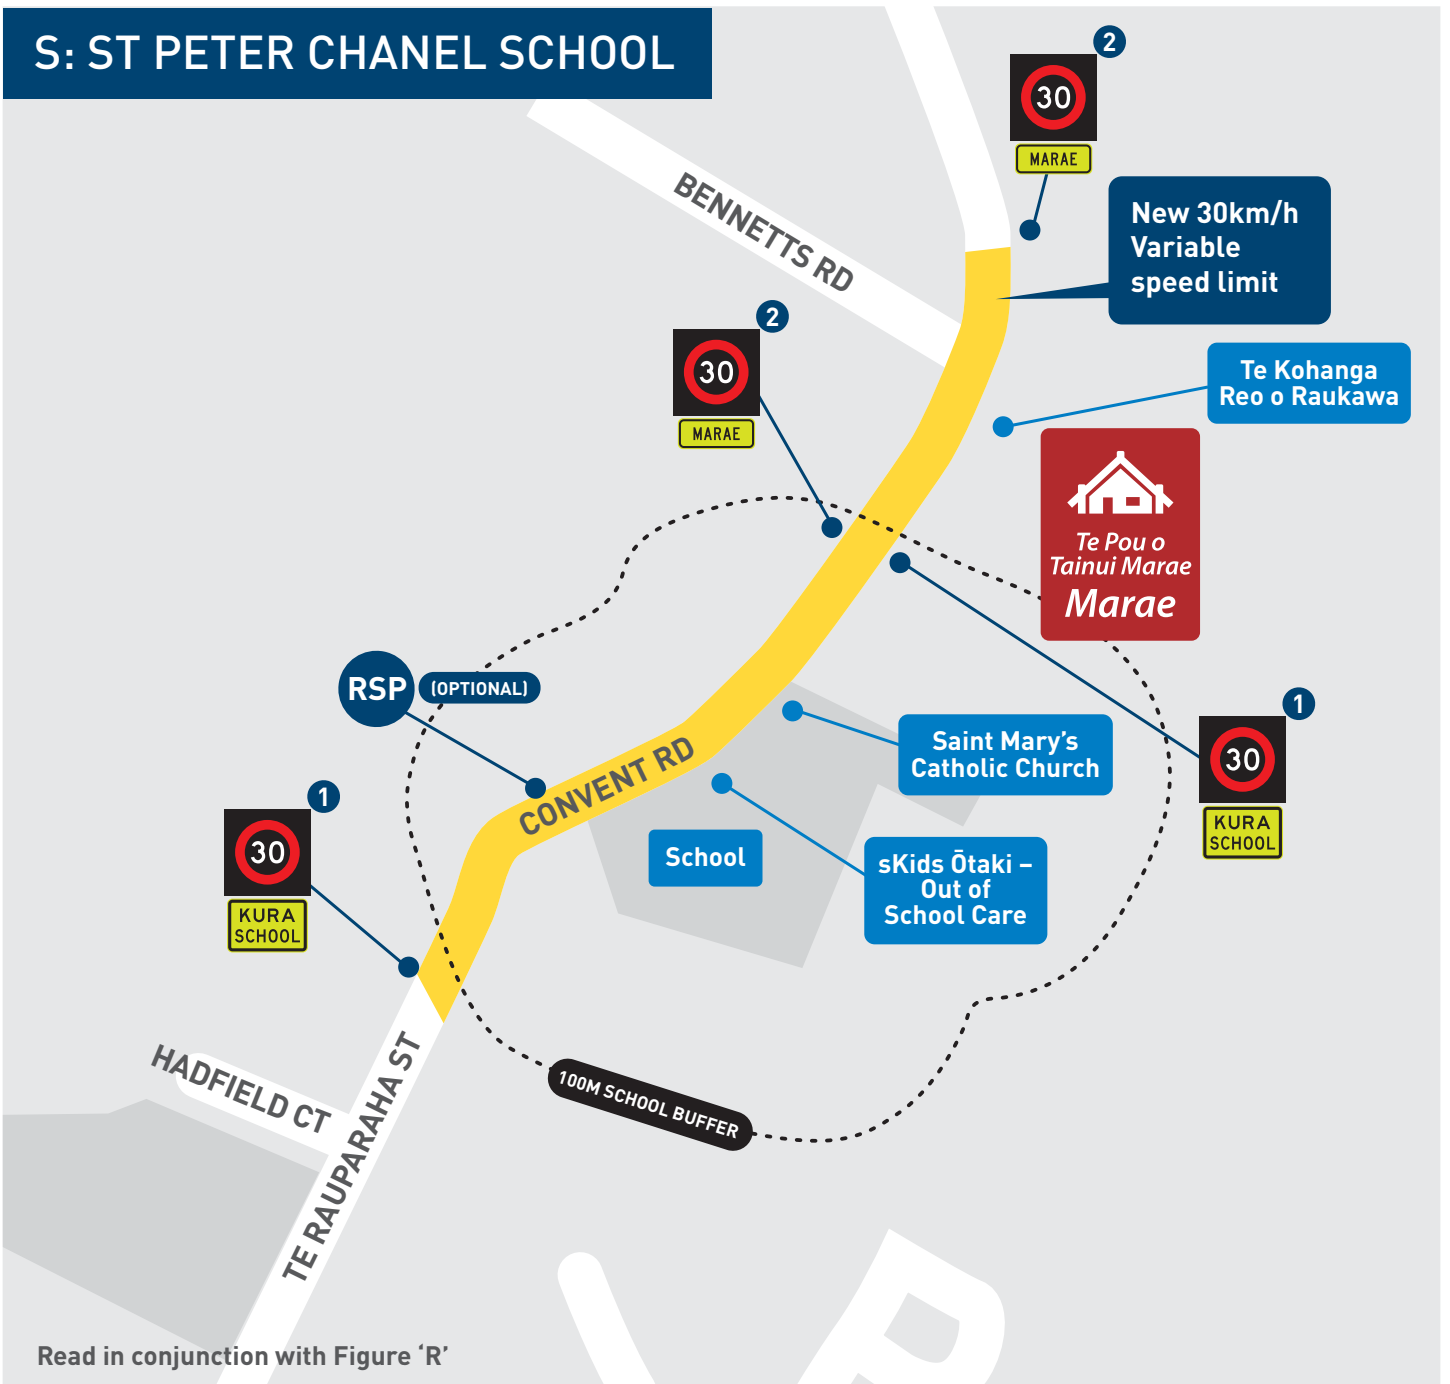 S: ST PETER CHANEL SCHOOL
2
30
MARAE
BENNETTS RD
New 30km/h
Variable
speed limit
2
30
MARAE
Te Kohanga
Reo o Raukawa
Te Pou o
Tainui Marae
Marae
RSP
(OPTIONAL)
1
30
KURA
SCHOOL
Saint Mary's
Catholic Church
CONVENT RD
1
30
KURA
SCHOOL
School
sKids Ōtaki –
Out of
School Care
HADFIELD CT
TE RAUPARAHA ST
100M SCHOOL BUFFER
Read in conjunction with Figure ‘R’